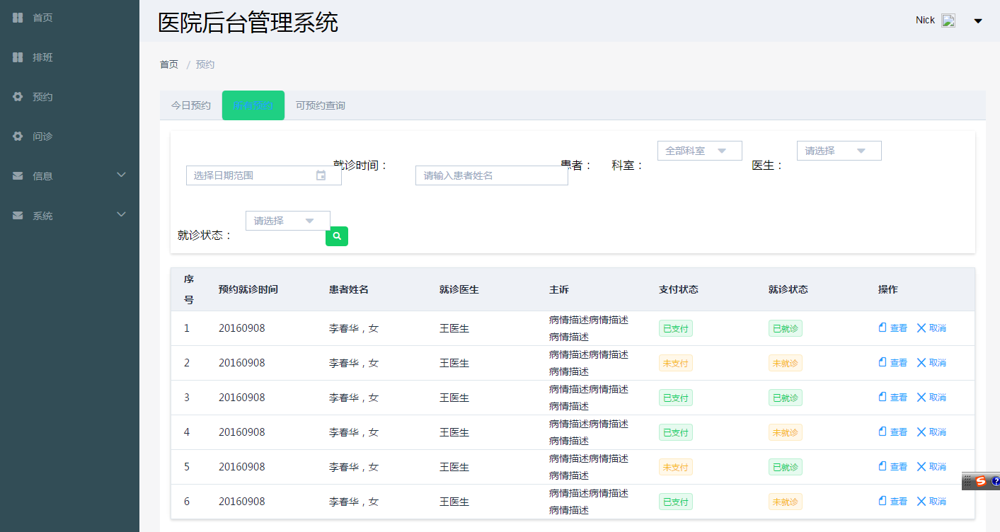 首页
排班
预约
问诊
信息
系统
医院后台管理系统
Nick
首页 / 预约
今日预约 所有预约 可预约查询
全部科室 请选择
就诊时间： 患者： 科室： 医生：
选择日期范围 请输入患者姓名
请选择
就诊状态：
序号 预约就诊时间 患者姓名 就诊医生 主诉 支付状态 就诊状态 操作
1 20160908 李春华，女 王医生 病情描述病情描述病情描述 已支付 已就诊 查看 取消
2 20160908 李春华，女 王医生 病情描述病情描述病情描述 未支付 未就诊 查看 取消
3 20160908 李春华，女 王医生 病情描述病情描述病情描述 已支付 已就诊 查看 取消
4 20160908 李春华，女 王医生 病情描述病情描述病情描述 已支付 未就诊 查看 取消
5 20160908 李春华，女 王医生 病情描述病情描述病情描述 未支付 已就诊 查看 取消
6 20160908 李春华，女 王医生 病情描述病情描述病情描述 已支付 未就诊 查看 取消